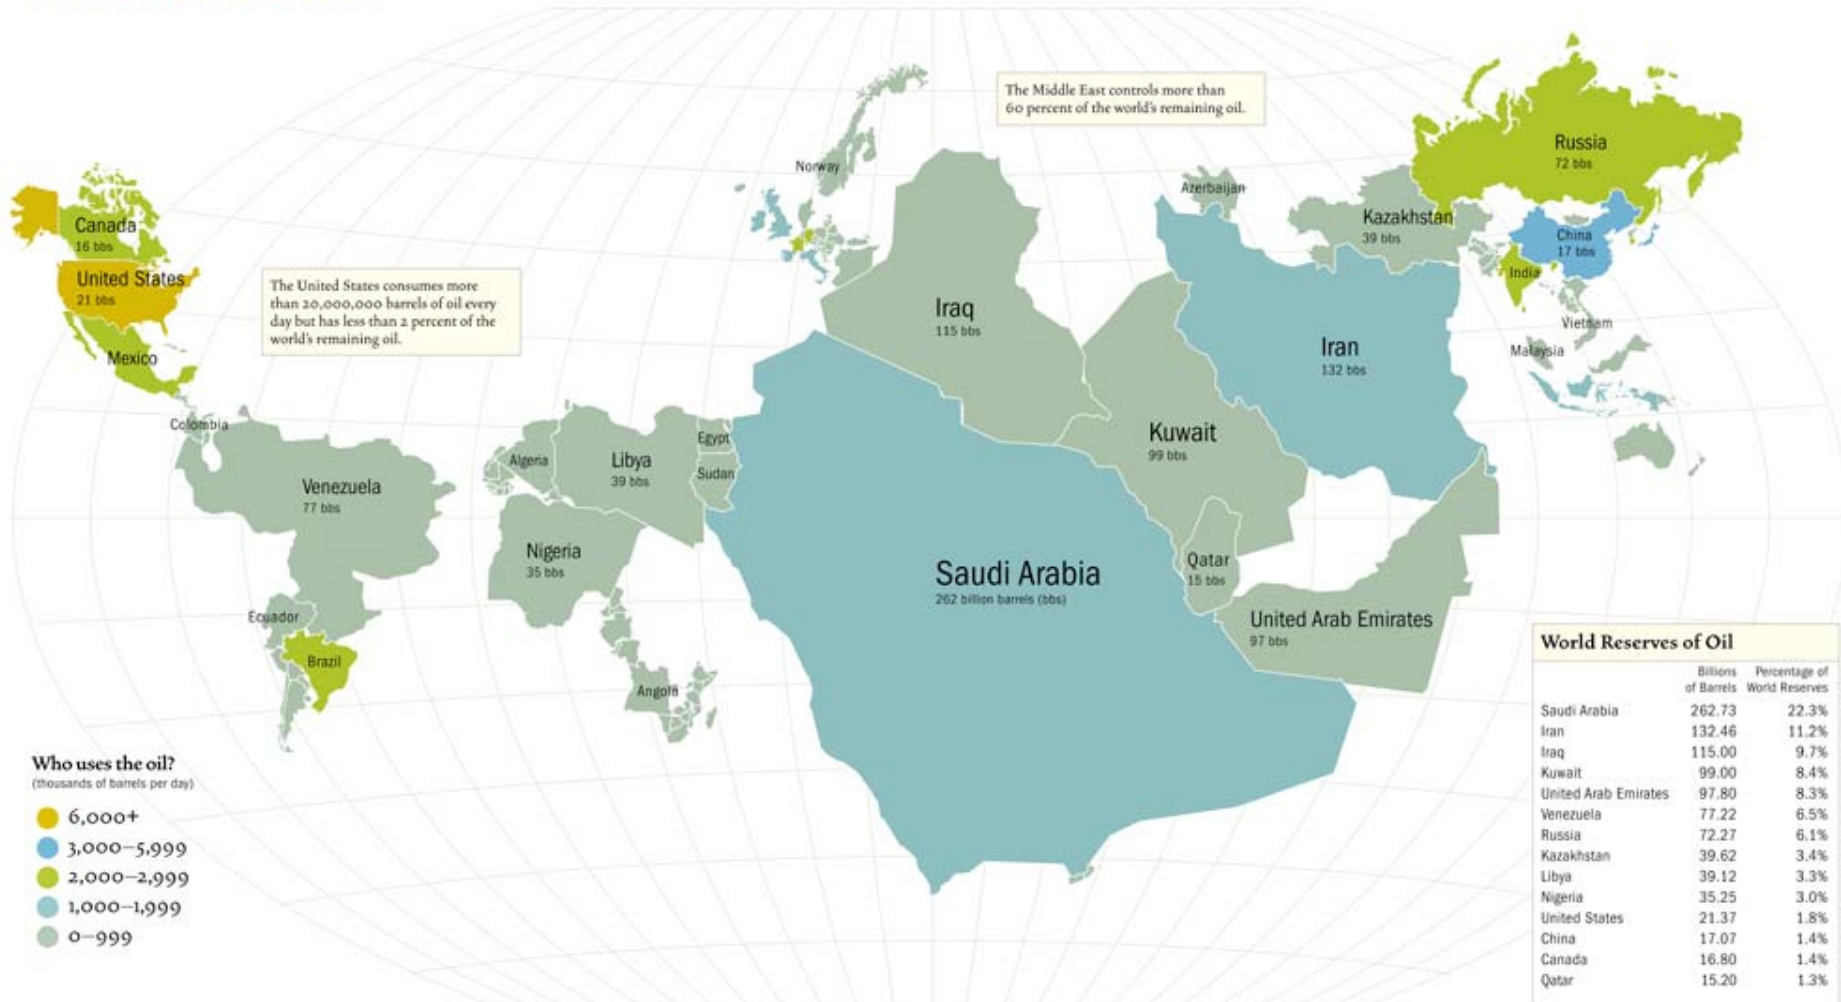 The Middle East controls more than
60 percent of the world's remaining oil.
Russia
72 bbs
Norway
Azerbaijan
Kazakhstan
39 bbs
Canada
16 bbs
China
17 bbs
India
United States
21 bbs
The United States consumes more
than 20,000,000 barrels of oil every
day but has less than 2 percent of the
world's remaining oil.
Iraq
115 bbs
Vietnam
Iran
132 bbs
Malaysia
Mexico
Colombia
Kuwait
99 bbs
Egypt
Algeria
Libya
39 bbs
Sudan
Venezuela
77 bbs
Nigeria
35 bbs
Qatar
15 bbs
Saudi Arabia
262 billion barrels (bbs)
Ecuador
United Arab Emirates
97 bbs
Brazil
Angola
Who uses the oil?
(thousands of barrels per day)
6,000+
3,000–5,999
2,000–2,999
1,000–1,999
0–999
World Reserves of Oil
Billions Percentage of
of Barrels World Reserves
Saudi Arabia 262.73 22.3%
Iran 132.46 11.2%
Iraq 115.00 9.7%
Kuwait 99.00 8.4%
United Arab Emirates 97.80 8.3%
Venezuela 77.22 6.5%
Russia 72.27 6.1%
Kazakhstan 39.62 3.4%
Libya 39.12 3.3%
Nigeria 35.25 3.0%
United States 21.37 1.8%
China 17.07 1.4%
Canada 16.80 1.4%
Qatar 15.20 1.3%